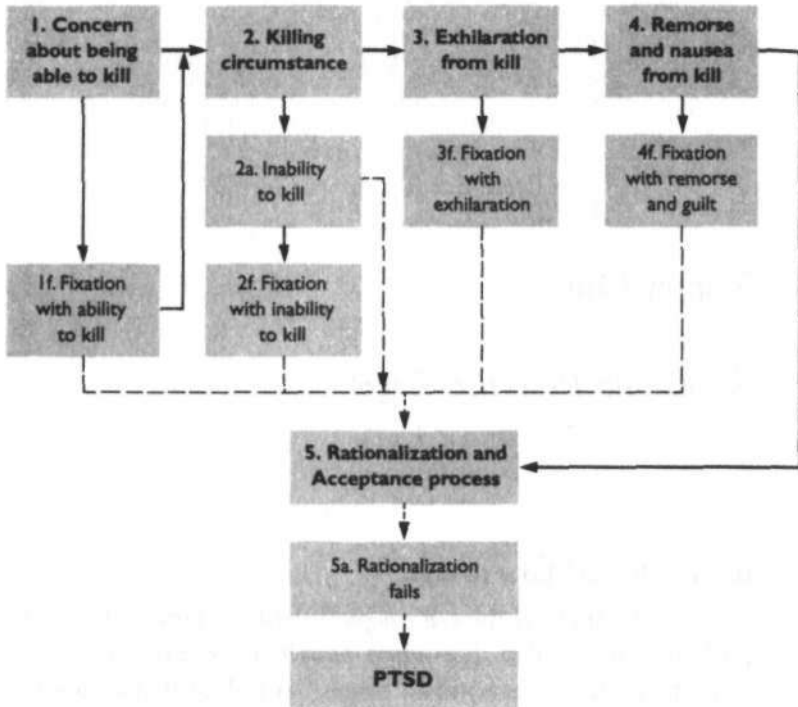 1. Concern
about being
able to kill
2. Killing
circumstance
3. Exhilaration
from kill
4. Remorse
and nausea
from kill
2a. Inability
to kill
3f. Fixation
with
exhilaration
4f. Fixation
with remorse
and guilt
1f. Fixation
with ability
to kill
2f. Fixation
with inability
to kill
5. Rationalization and
Acceptance process
5a. Rationalization
fails
PTSD